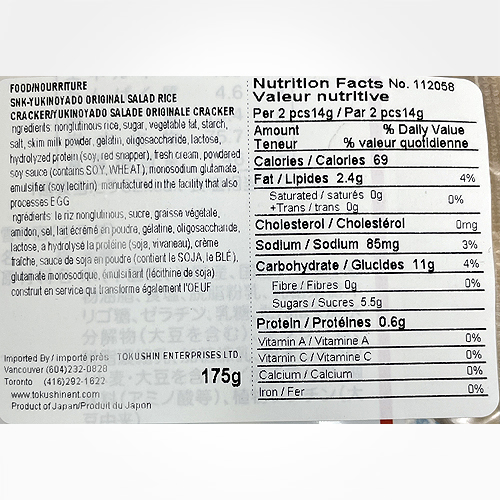 FOOD/NOURRITURE
SNK-YUKINOYADO ORIGINAL SALAD RICE
CRACKER/YUKINOYADO SALADE ORIGINALE CRACKER
ngredients: nonglutinous rice, sugar, vegetable fat, starch,
salt, skim milk powder, gelatin, oligosaccharide, lactose,
hydrolyzed protein (soy, red snapper), fresh cream, powdered
soy sauce (contains SOY, WHEAT), monosodium glutamate,
emulsifier (soy lecithin) manufactured in the facility that also
processes EGG
ngrédients: le riz nonglutinous, sucre, graisse végétale,
amidon, sel, lait écrémé en poudre, gélatine, oligosaccharide,
lactose, a hydrolysé la protéine (soja, vivaneau), crème
fraîche, sauce de soja en poudre (contient le SOJA, le BLÉ),
glutamate monosodique, émulsifiant (lécithine de soja)
construit en service qui transforme également l'OEUF
Imported By / importé près TOKUSHIN ENTERPRISES LTD.
Vancouver (604)232-0828
Toronto (416)292-1622
www.tokushinent.com
Product of Japan/Produit du Japon
175g
Nutrition Facts No. 112058
Valeur nutritive
Per 2 pcs14g / Par 2 pcs14g
Amount % Daily Value
Teneur % valeur quotidienne
Calories / Calories 69
Fat / Lipides 2.4g 4%
Saturated / saturés 0g 0%
+Trans / trans 0g
Cholesterol / Cholestérol 0mg
Sodium / Sodium 85mg 3%
Carbohydrate / Glucides 11g 4%
Fibre / Fibres 0g 0%
Sugars / Sucres 5.5g
Protein / Protéines 0.6g
Vitamin A / Vitamine A 0%
Vitamin C / Vitamine C 0%
Calcium / Calcium 0%
Iron / Fer 0%